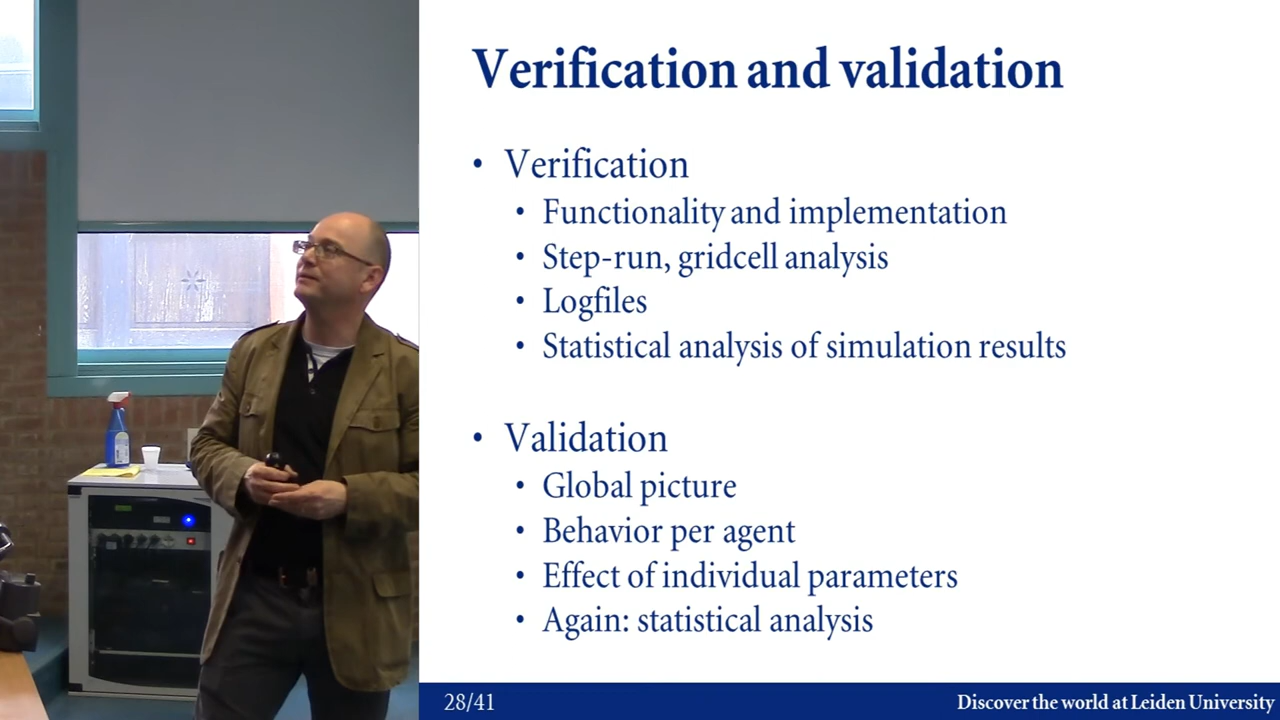 Verification and validation
• Verification
• Functionality and implementation
• Step-run, gridcell analysis
• Logfiles
• Statistical analysis of simulation results
• Validation
• Global picture
• Behavior per agent
• Effect of individual parameters
• Again: statistical analysis
28/41
Discover the world at Leiden University